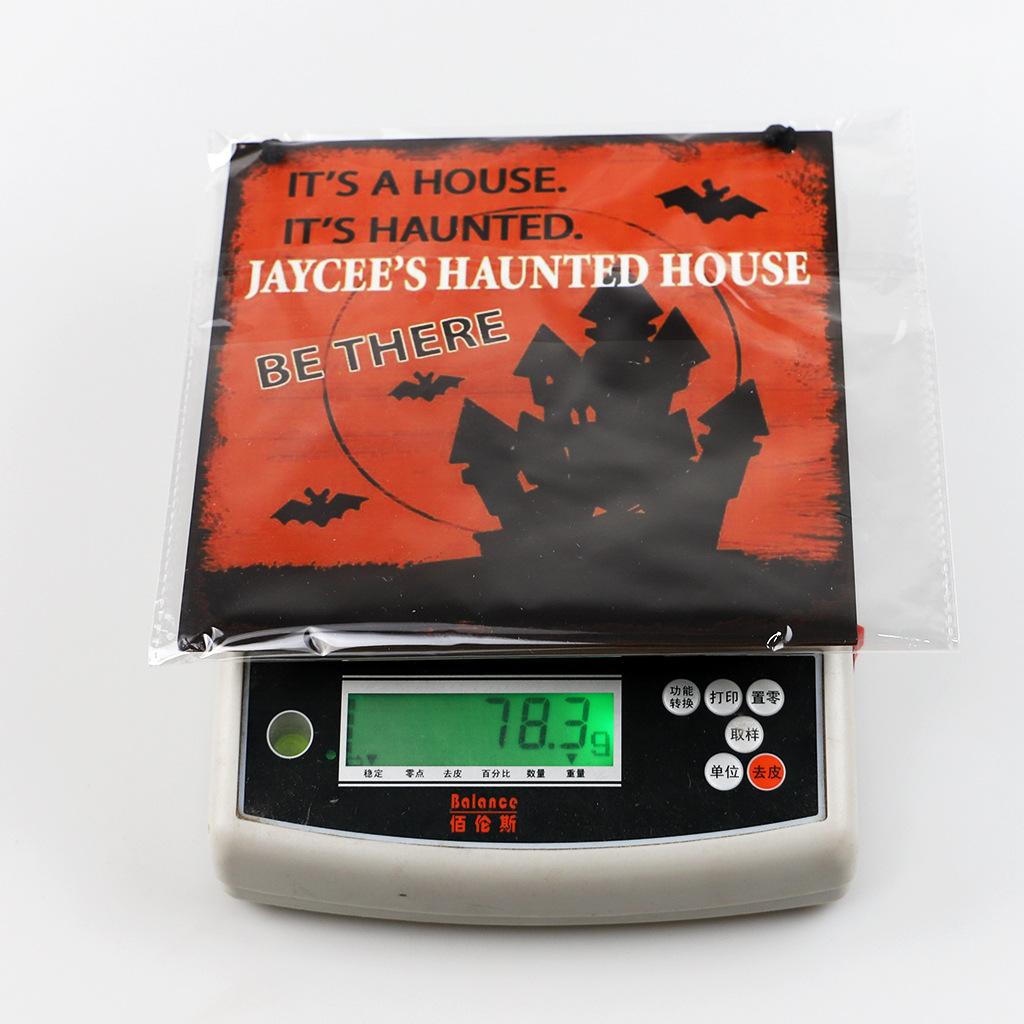 IT'S A HOUSE.
IT'S HAUNTED.
JAYCEE'S HAUNTED HOUSE
BE THERE
78.3g
稳定 零点 去皮 百分比 数量 重量
功能转换 打印 置零
取样
单位 去皮
Balance
佰伦斯